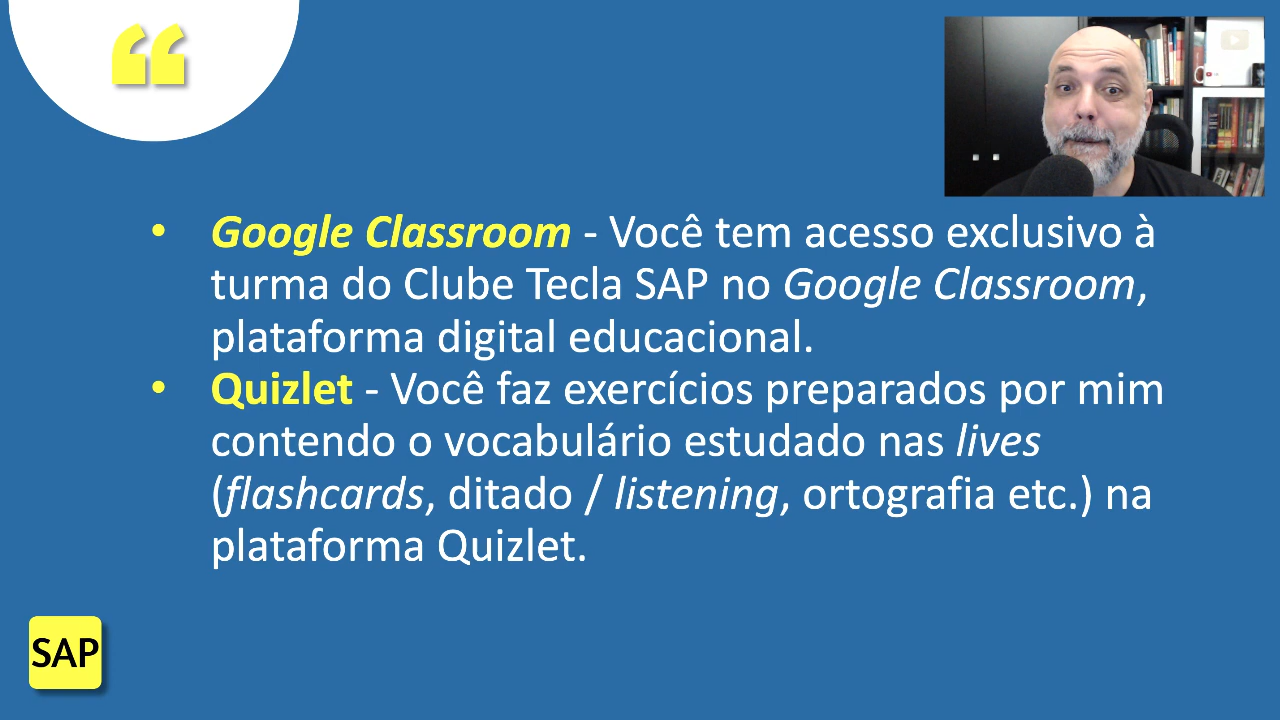 “
• Google Classroom - Você tem acesso exclusivo à
turma do Clube Tecla SAP no Google Classroom,
plataforma digital educacional.
• Quizlet - Você faz exercícios preparados por mim
contendo o vocabulário estudado nas lives
(flashcards, ditado / listening, ortografia etc.) na
plataforma Quizlet.
SAP